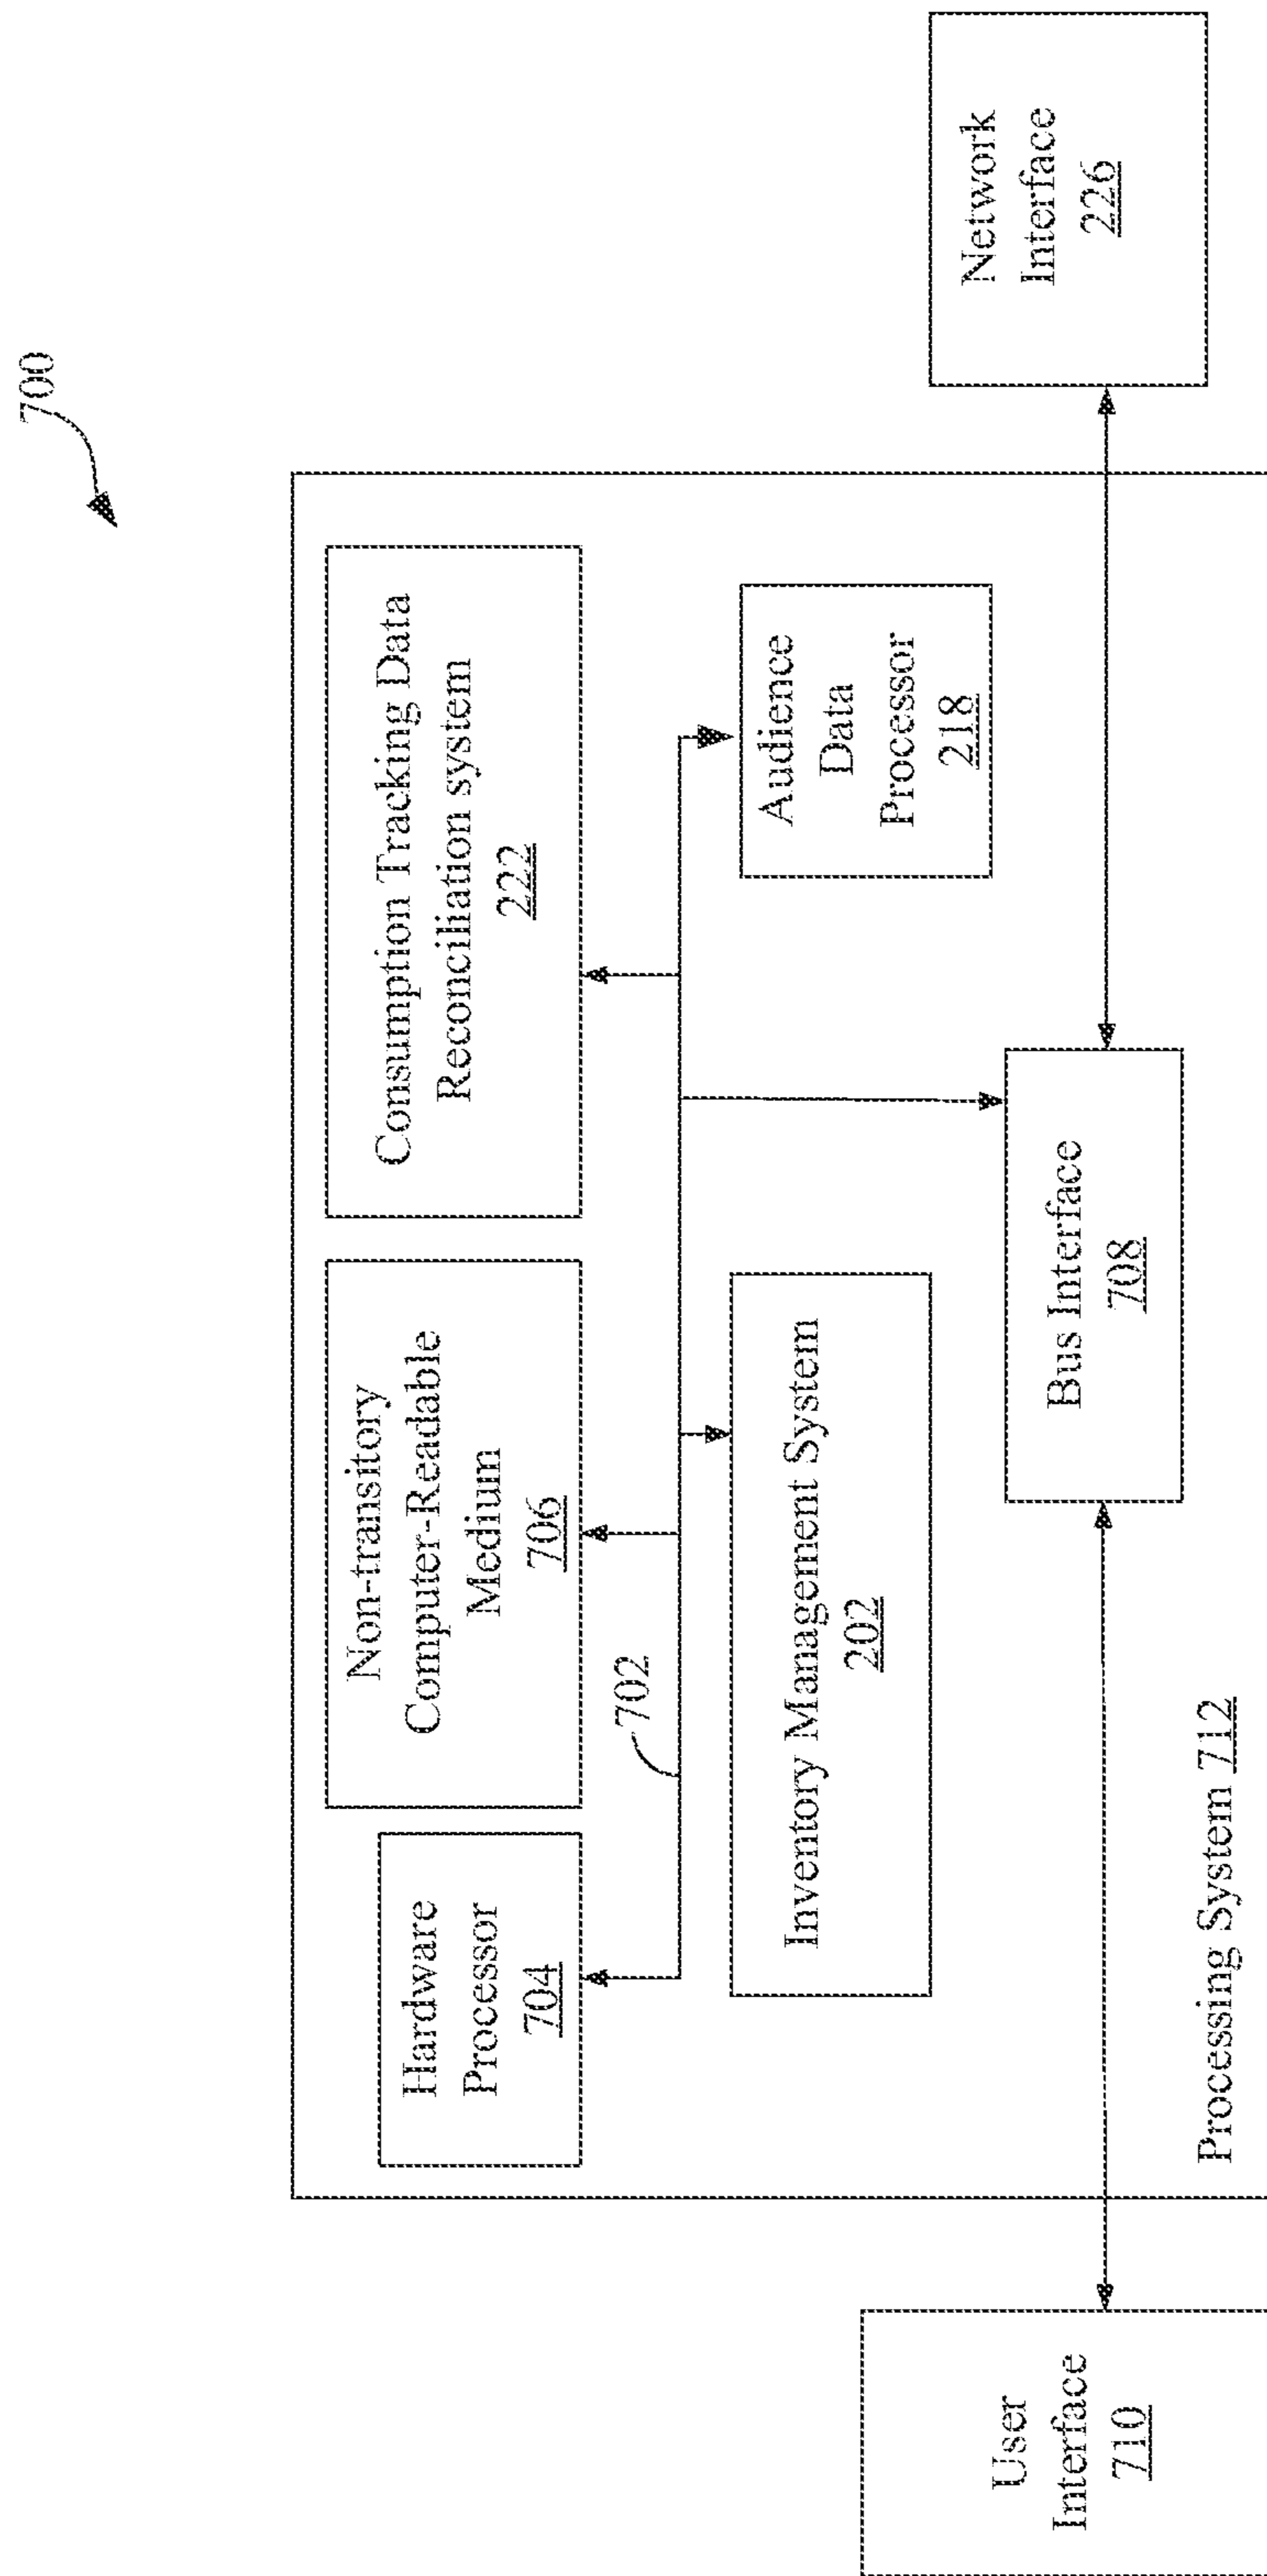 700
Hardware
Processor
704
Non-transitory
Computer-Readable
Medium
706
Consumption Tracking Data
Reconciliation system
222
702
Inventory Management System
202
Audience
Data
Processor
218
User
Interface
710
Bus Interface
708
Network
Interface
226
Processing System 712